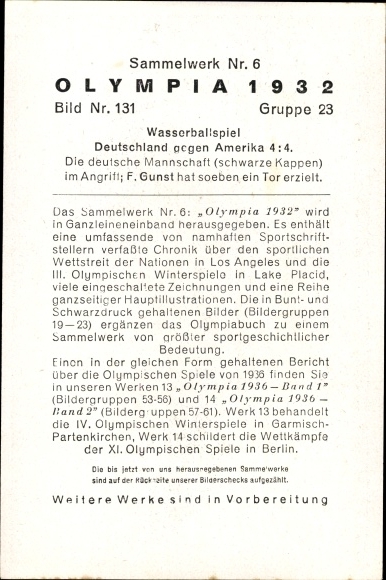 Sammelwerk Nr. 6
OLYMPIA 1932
Bild Nr. 131 Gruppe 23
Wasserballspiel
Deutschland gegen Amerika 4:4.
Die deutsche Mannschaft (schwarze Kappen)
im Angriff; F. Gunst hat soeben ein Tor erzielt.
Das Sammelwerk Nr. 6: „Olympia 1932” wird
in Ganzleineneinband herausgegeben. Es enthält
eine umfassende von namhaften Sportschrift-
stellern verfaßte Chronik über den sportlichen
Wettstreit der Nationen in Los Angeles und die
III. Olympischen Winterspiele in Lake Placid,
viele eingeschaltete Zeichnungen und eine Reihe
ganzseitiger Hauptillustrationen. Die in Bunt- und
Schwarzdruck gehaltenen Bilder (Bildergruppen
19—23) ergänzen das Olympiabuch zu einem
Sammelwerk von größter sportgeschichtlicher
Bedeutung.
Einen in der gleichen Form gehaltenen Bericht
über die Olympischen Spiele von 1936 finden Sie
in unseren Werken 13 „Olympia 1936 – Band 1”
(Bildergruppen 53-56) und 14 „Olympia 1936 –
Band 2” (Bildergruppen 57-61). Werk 13 behandelt
die IV. Olympischen Winterspiele in Garmisch-
Partenkirchen, Werk 14 schildert die Wettkämpfe
der XI. Olympischen Spiele in Berlin.
Die bis jetzt von uns herausgegebenen Sammelwerke
sind auf der Rückseite unserer Bilderschecks aufgezählt.
Weitere Werke sind in Vorbereitung